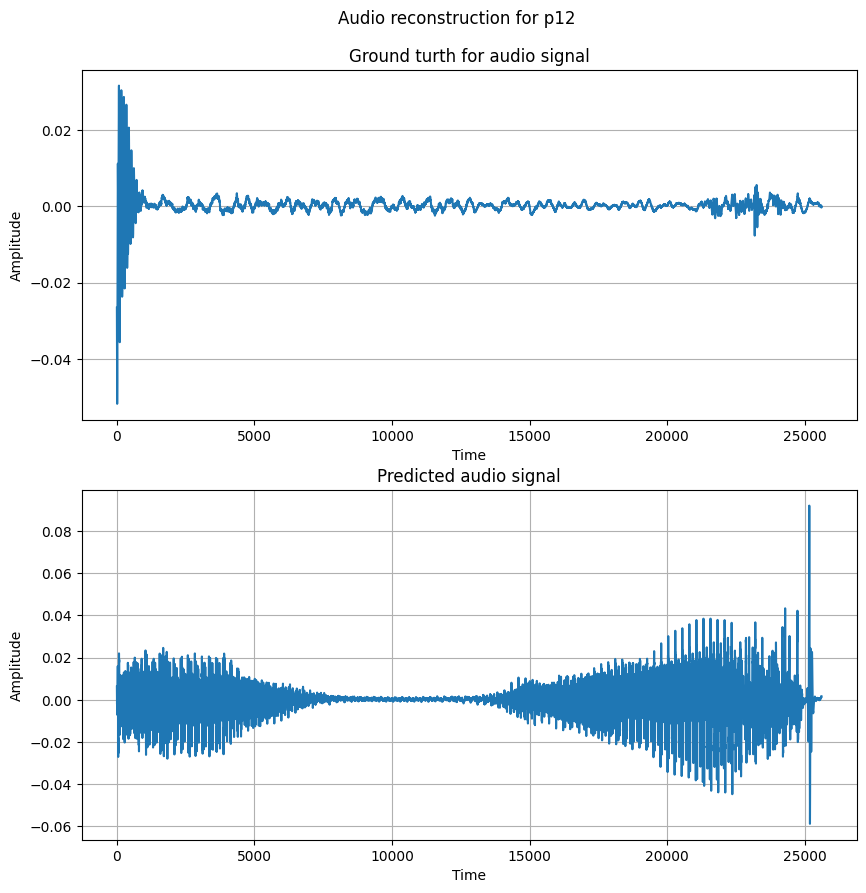 Audio reconstruction for p12
Ground turth for audio signal
0.02
0.00
−0.02
−0.04
Amplitude
0 5000 10000 15000 20000 25000
Time
Predicted audio signal
0.08
0.06
0.04
0.02
0.00
−0.02
−0.04
−0.06
Amplitude
0 5000 10000 15000 20000 25000
Time